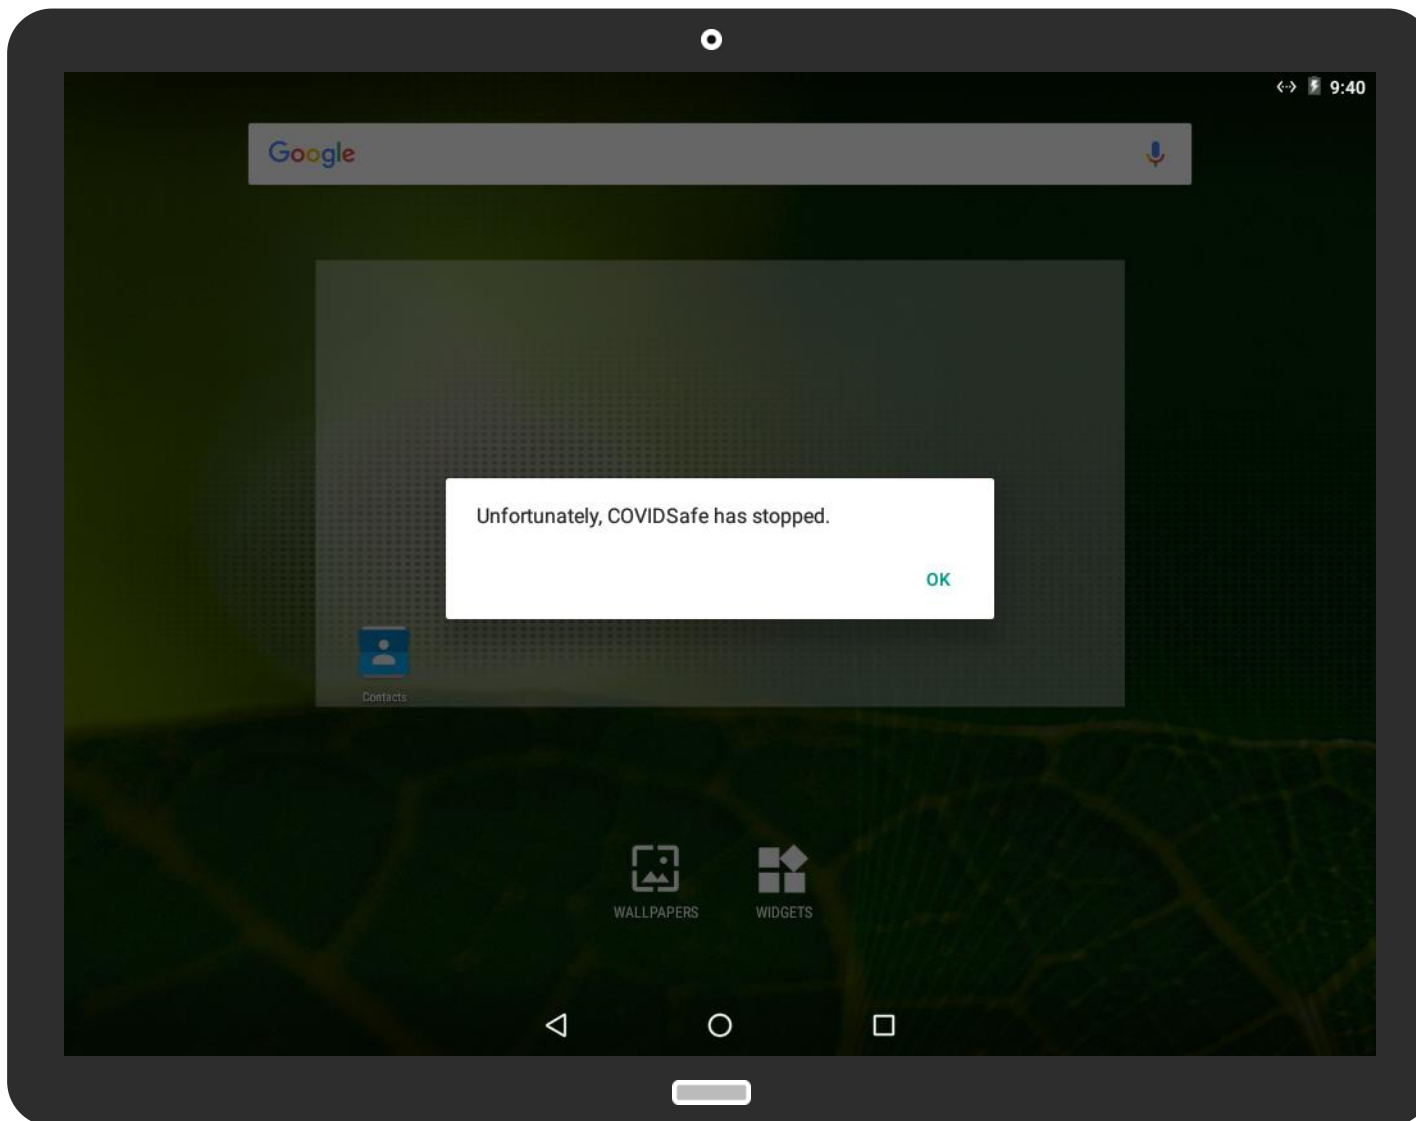 9:40
Google
Unfortunately, COVIDSafe has stopped.
OK
Contacts
WALLPAPERS
WIDGETS